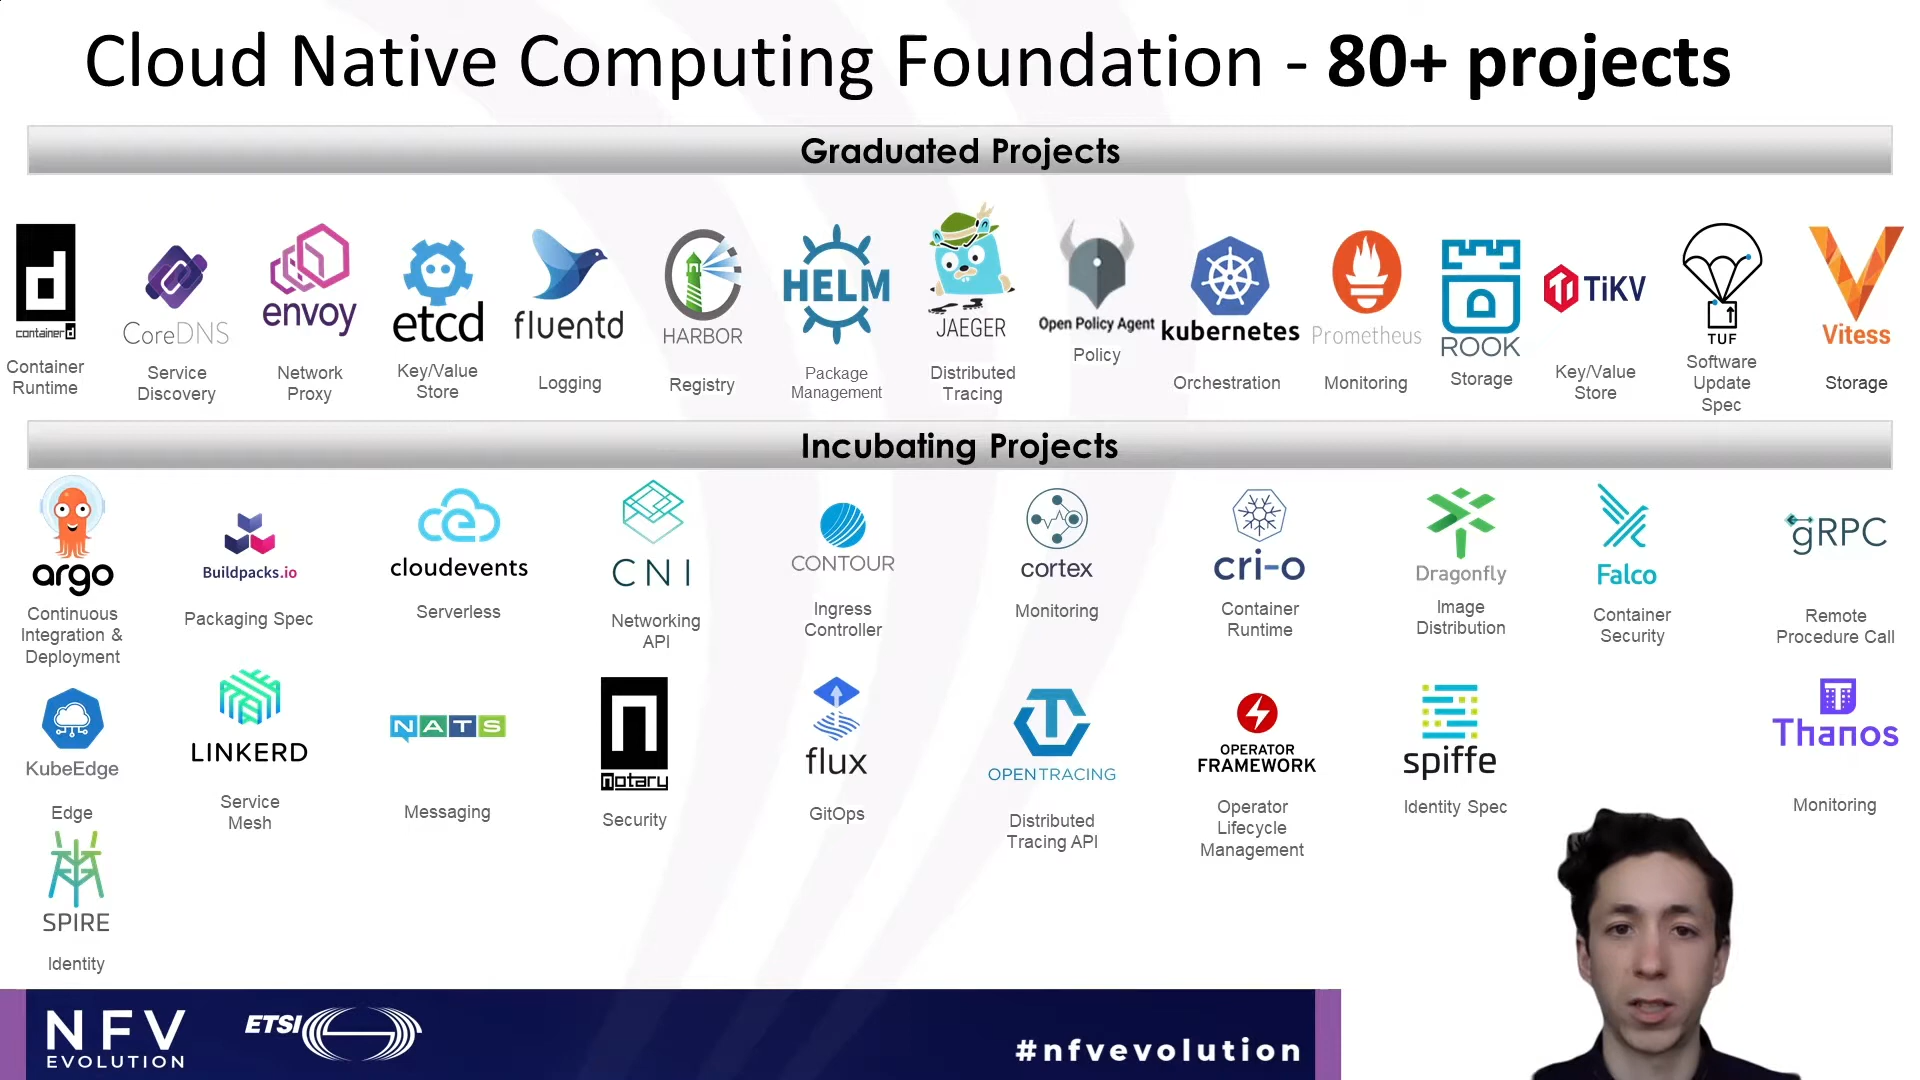 Cloud Native Computing Foundation - 80+ projects
Graduated Projects
d
containerd
Container
Runtime
CoreDNS
Service
Discovery
envoy
Network
Proxy
etcd
Key/Value
Store
fluentd
Logging
HARBOR
Registry
HELM
Package
Management
JAEGER
Distributed
Tracing
Open Policy Agent
Policy
kubernetes
Orchestration
Prometheus
Monitoring
ROOK
Storage
TiKV
Key/Value
Store
TUF
Software
Update
Spec
Vitess
Storage
Incubating Projects
argo
Continuous
Integration &
Deployment
Buildpacks.io
Packaging Spec
cloudevents
Serverless
CNI
Networking
API
CONTOUR
Ingress
Controller
cortex
Monitoring
cri-o
Container
Runtime
Dragonfly
Image
Distribution
Falco
Container
Security
gRPC
Remote
Procedure Call
KubeEdge
Edge
LINKERD
Service
Mesh
NATS
Messaging
n
notary
Security
flux
GitOps
OPENTRACING
Distributed
Tracing API
OPERATOR
FRAMEWORK
Operator
Lifecycle
Management
spiffe
Identity Spec
Thanos
Monitoring
SPIRE
Identity
NFV
EVOLUTION
ETSI
#nfvevolution